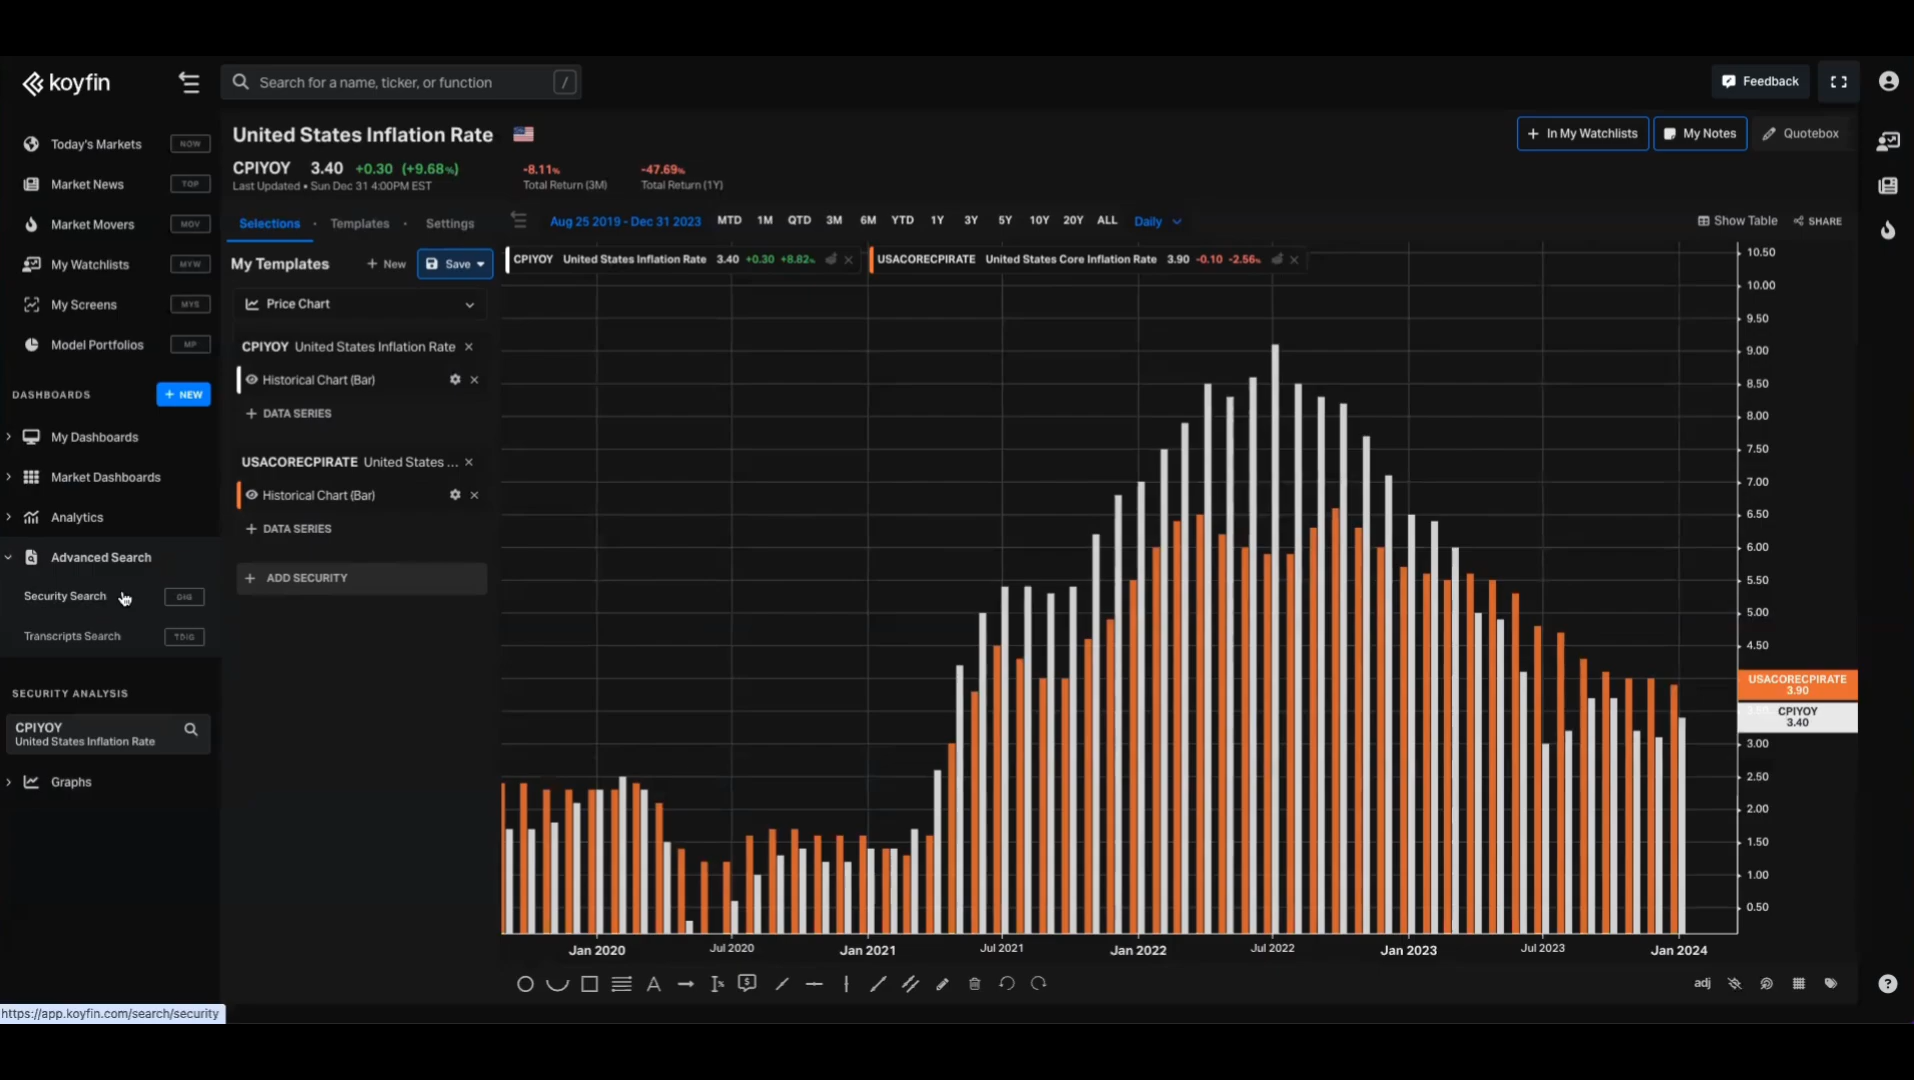 koyfin
Search for a name, ticker, or function /
Feedback
Today's Markets NOW
Market News TOP
Market Movers MOV
My Watchlists MYW
My Screens MYS
Model Portfolios MP
DASHBOARDS + NEW
My Dashboards
Market Dashboards
Analytics
Advanced Search
Security Search DIG
Transcripts Search TDIG
SECURITY ANALYSIS
CPIYOY
United States Inflation Rate
Graphs
https://app.koyfin.com/search/security
United States Inflation Rate
+ In My Watchlists My Notes Quotebox
CPIYOY 3.40 +0.30 (+9.68%) -8.11% -47.69%
Last Updated • Sun Dec 31 4:00PM EST Total Return (3M) Total Return (1Y)
Selections • Templates • Settings
Aug 25 2019 - Dec 31 2023 MTD 1M QTD 3M 6M YTD 1Y 3Y 5Y 10Y 20Y ALL Daily Show Table SHARE
My Templates + New Save
Price Chart
CPIYOY United States Inflation Rate ×
Historical Chart (Bar) ×
+ DATA SERIES
USACORECPIRATE United States ... ×
Historical Chart (Bar) ×
+ DATA SERIES
+ ADD SECURITY
CPIYOY United States Inflation Rate 3.40 +0.30 +8.82% ×
USACORECPIRATE United States Core Inflation Rate 3.90 -0.10 -2.56% ×
10.50
10.00
9.50
9.00
8.50
8.00
7.50
7.00
6.50
6.00
5.50
5.00
4.50
USACORECPIRATE
3.90
CPIYOY
3.40
3.00
2.50
2.00
1.50
1.00
0.50
Jan 2020 Jul 2020 Jan 2021 Jul 2021 Jan 2022 Jul 2022 Jan 2023 Jul 2023 Jan 2024
adj